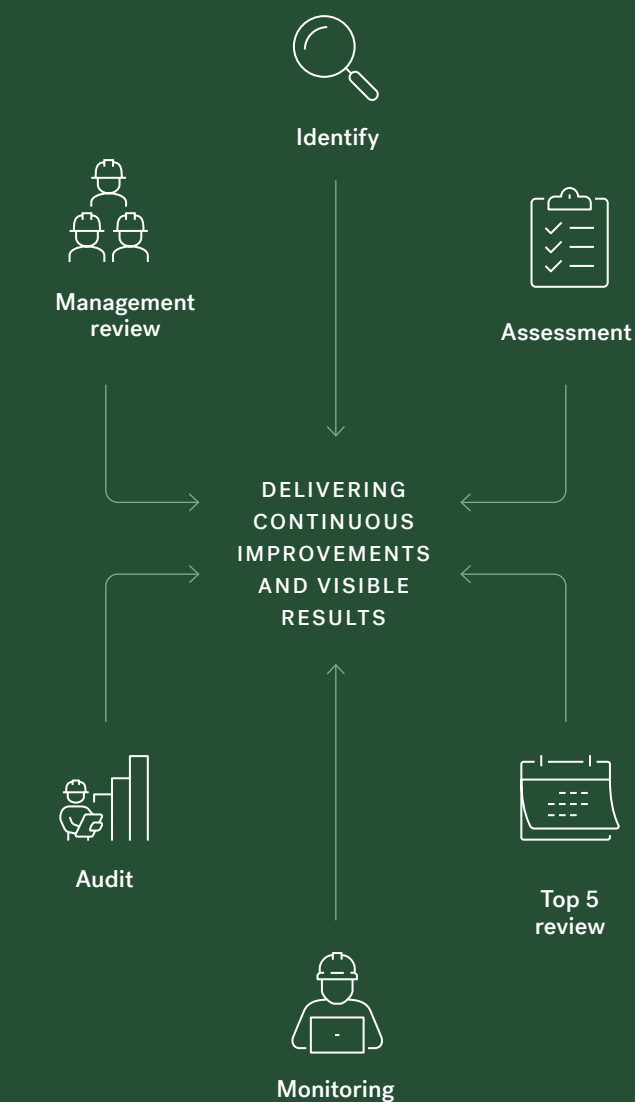 Identify
Management
review
Assessment
DELIVERING
CONTINUOUS
IMPROVEMENTS
AND VISIBLE
RESULTS
Audit
Top 5
review
Monitoring